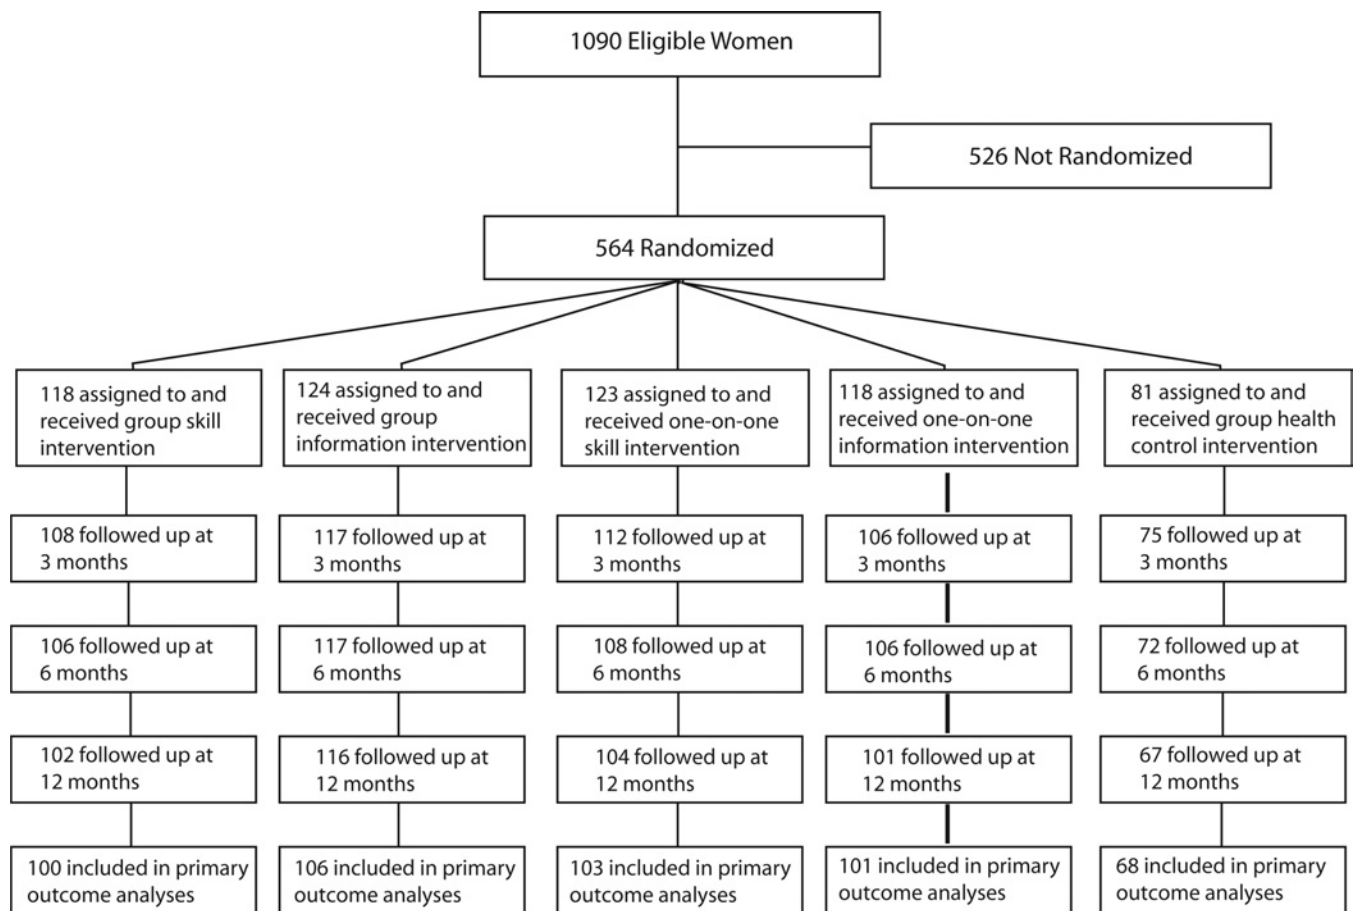 1090 Eligible Women
526 Not Randomized
564 Randomized
118 assigned to and
received group skill
intervention
124 assigned to and
received group
information intervention
123 assigned to and
received one-on-one
skill intervention
118 assigned to and
received one-on-one
information intervention
81 assigned to and
received group health
control intervention
108 followed up at
3 months
117 followed up at
3 months
112 followed up at
3 months
106 followed up at
3 months
75 followed up at
3 months
106 followed up at
6 months
117 followed up at
6 months
108 followed up at
6 months
106 followed up at
6 months
72 followed up at
6 months
102 followed up at
12 months
116 followed up at
12 months
104 followed up at
12 months
101 followed up at
12 months
67 followed up at
12 months
100 included in primary
outcome analyses
106 included in primary
outcome analyses
103 included in primary
outcome analyses
101 included in primary
outcome analyses
68 included in primary
outcome analyses